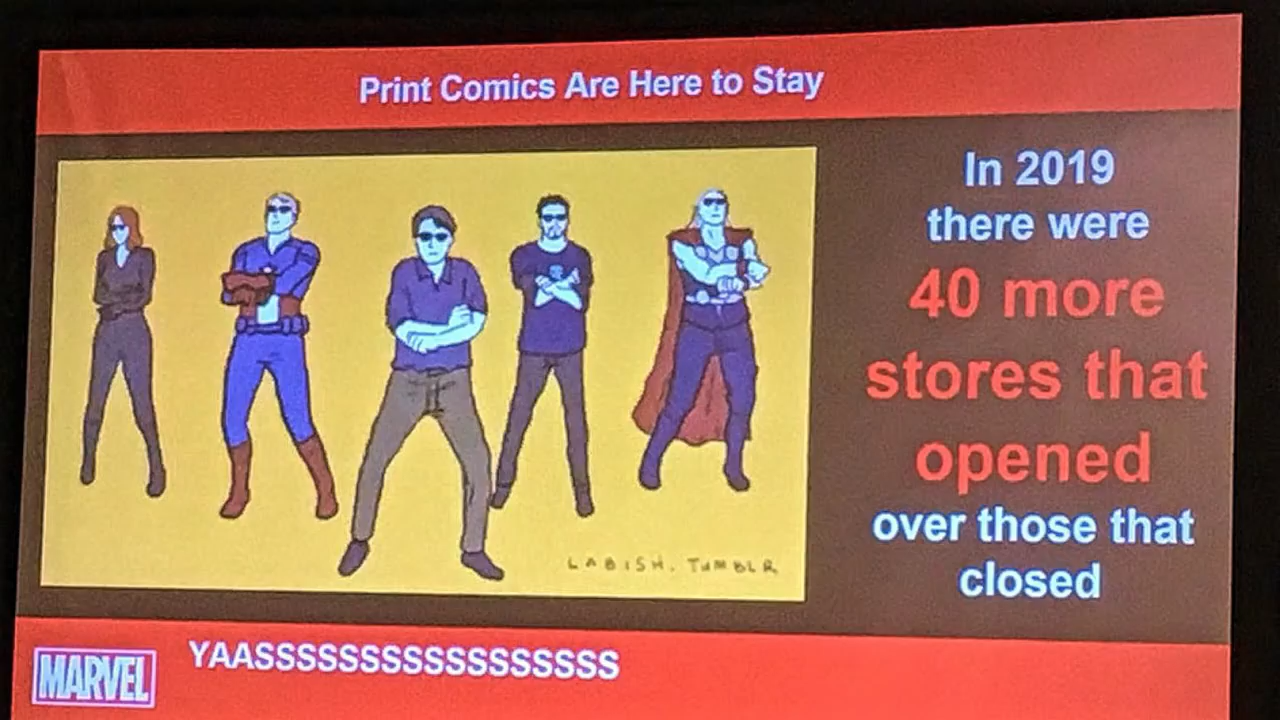 Print Comics Are Here to Stay
In 2019
there were
40 more
stores that
opened
over those that
closed
LABISH. TUMBLR
MARVEL
YAASSSSSSSSSSSSSSSSS